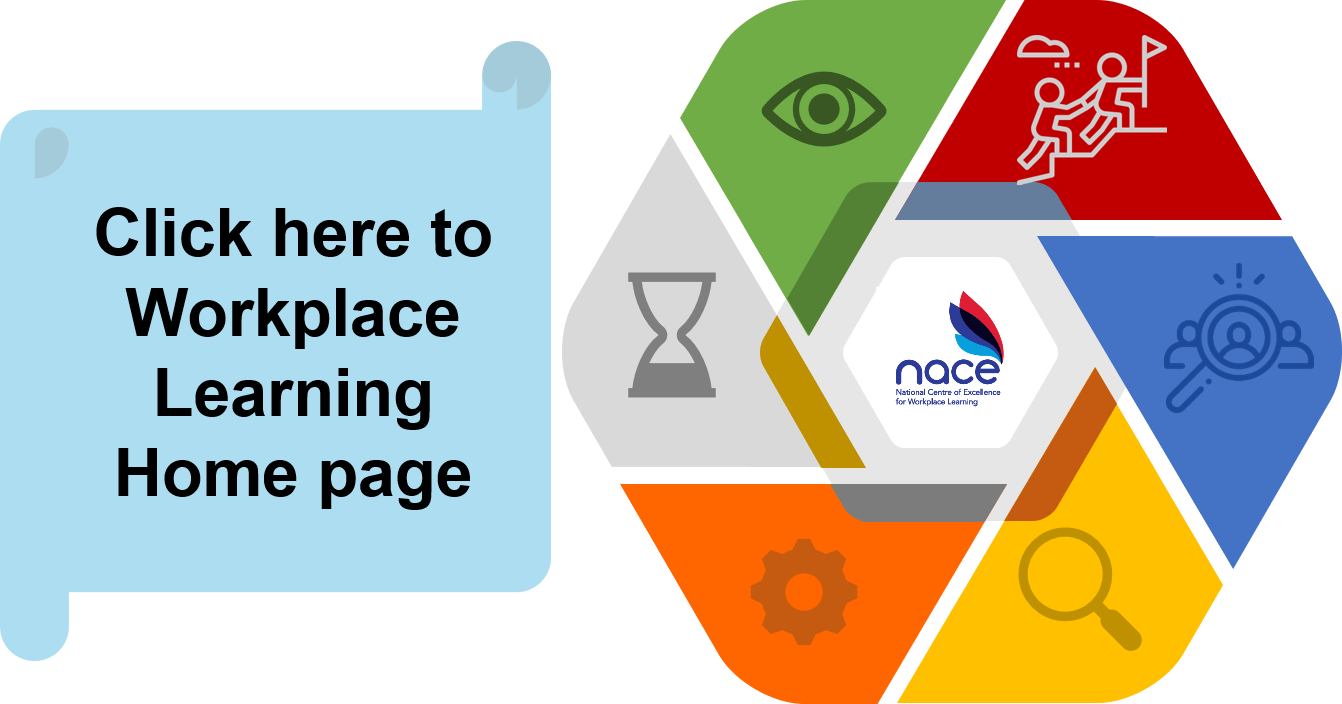 Click here to
Workplace
Learning
Home page
nace
National Centre of Excellence
for Workplace Learning